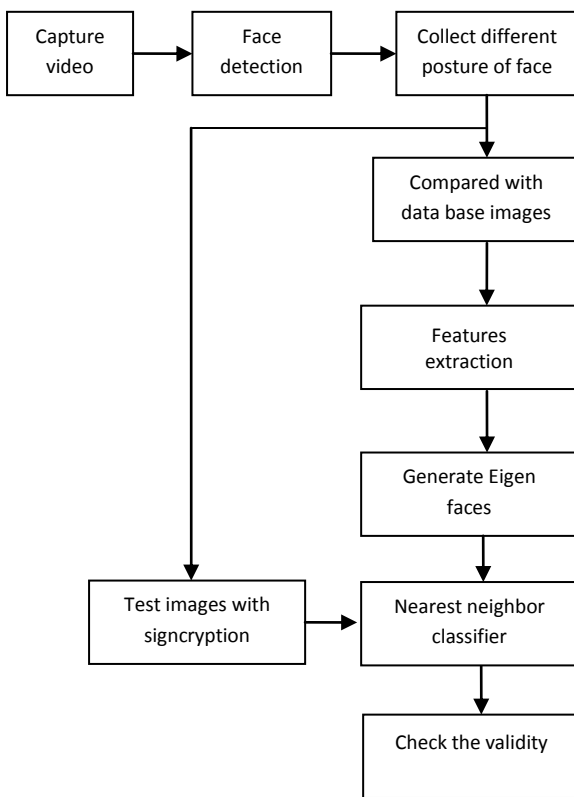 Capture
video
Face
detection
Collect different
posture of face
Compared with
data base images
Features
extraction
Generate Eigen
faces
Test images with
signcryption
Nearest neighbor
classifier
Check the validity